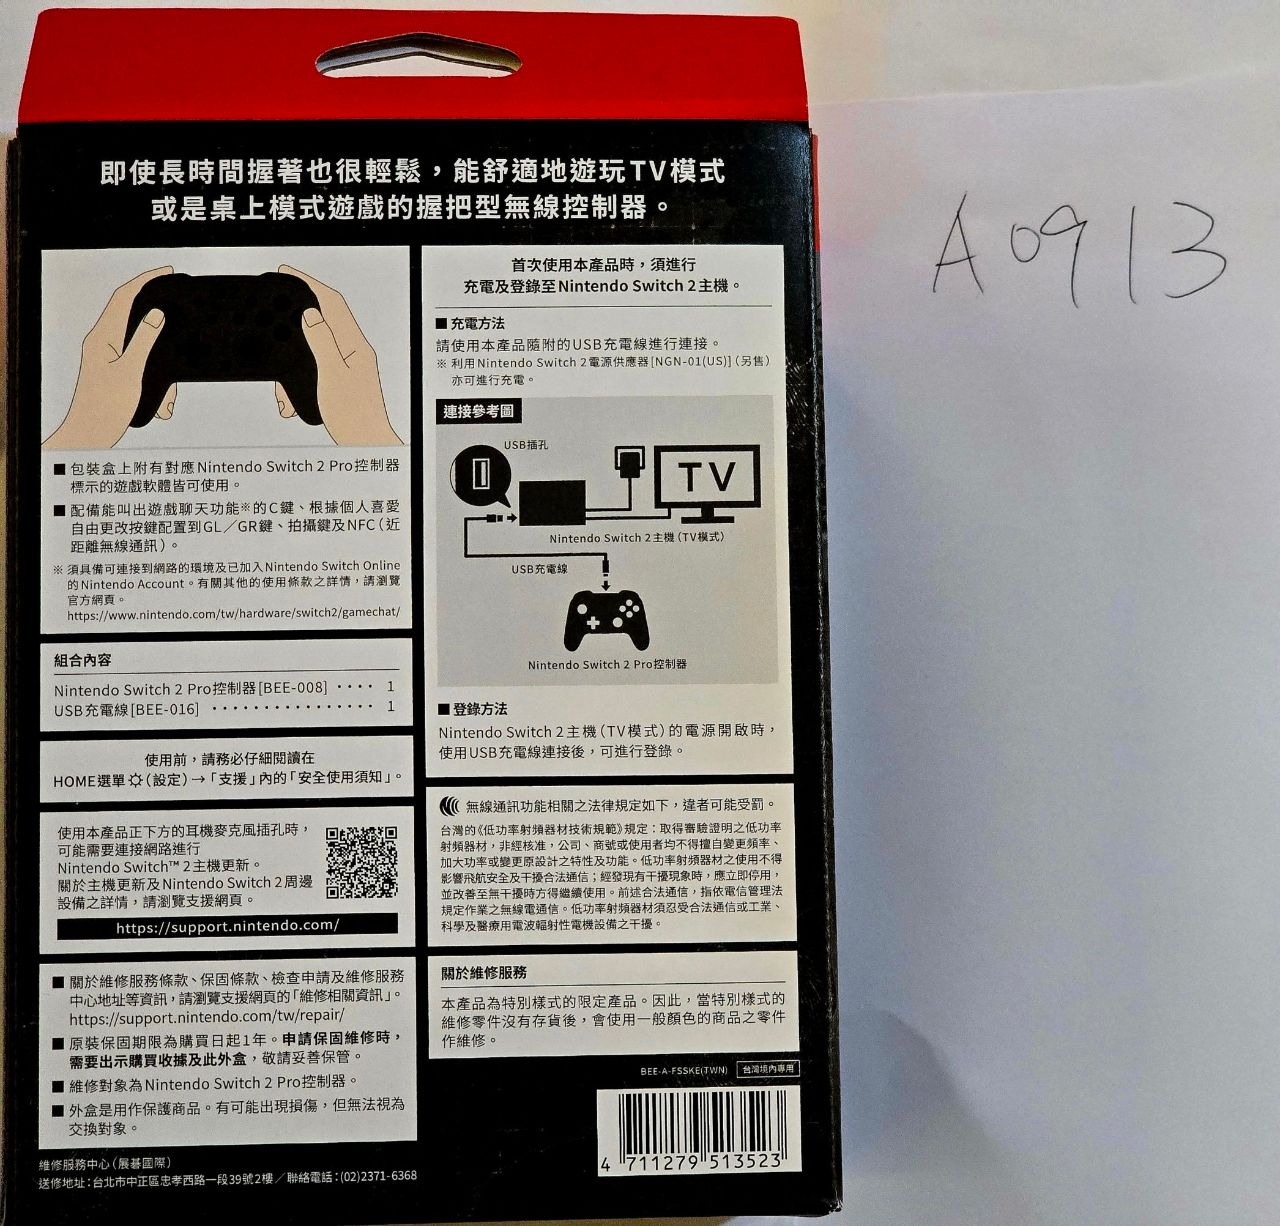 即使長時間握著也很輕鬆，能舒適地遊玩TV模式
或是桌上模式遊戲的握把型無線控制器。
■ 包裝盒上附有對應Nintendo Switch 2 Pro控制器
標示的遊戲軟體皆可使用。
■ 配備能叫出遊戲聊天功能※的C鍵、根據個人喜愛
自由更改按鍵配置到GL／GR鍵、拍攝鍵及NFC（近
距離無線通訊）。
※ 須具備可連接到網路的環境及已加入Nintendo Switch Online
的Nintendo Account。有關其他的使用條款之詳情，請瀏覽
官方網頁。
https://www.nintendo.com/tw/hardware/switch2/gamechat/
組合內容
Nintendo Switch 2 Pro控制器[BEE-008] ‥‥ 1
USB充電線[BEE-016] ‥‥‥‥‥‥‥‥ 1
使用前，請務必仔細閱讀在
HOME選單（設定）→「支援」內的「安全使用須知」。
使用本產品正下方的耳機麥克風插孔時，
可能需要連接網路進行
Nintendo Switch™ 2主機更新。
關於主機更新及Nintendo Switch 2周邊
設備之詳情，請瀏覽支援網頁。
https://support.nintendo.com/
■ 關於維修服務條款、保固條款、檢查申請及維修服務
中心地址等資訊，請瀏覽支援網頁的「維修相關資訊」。
https://support.nintendo.com/tw/repair/
■ 原裝保固期限為購買日起1年。申請保固維修時，
需要出示購買收據及此外盒，敬請妥善保管。
■ 維修對象為Nintendo Switch 2 Pro控制器。
■ 外盒是用作保護商品。有可能出現損傷，但無法視為
交換對象。
維修服務中心（展碁國際）
送修地址：台北市中正區忠孝西路一段39號2樓／聯絡電話：(02)2371-6368
首次使用本產品時，須進行
充電及登錄至Nintendo Switch 2主機。
■ 充電方法
請使用本產品隨附的USB充電線進行連接。
※ 利用Nintendo Switch 2電源供應器[NGN-01(US)]（另售）
亦可進行充電。
連接參考圖
USB插孔
TV
Nintendo Switch 2主機（TV模式）
USB充電線
Nintendo Switch 2 Pro控制器
■ 登錄方法
Nintendo Switch 2主機（TV模式）的電源開啟時，
使用USB充電線連接後，可進行登錄。
無線通訊功能相關之法律規定如下，違者可能受罰。
台灣的《低功率射頻器材技術規範》規定：取得審驗證明之低功率
射頻器材，非經核准，公司、商號或使用者均不得擅自變更頻率、
加大功率或變更原設計之特性及功能。低功率射頻器材之使用不得
影響飛航安全及干擾合法通信；經發現有干擾現象時，應立即停用，
並改善至無干擾時方得繼續使用。前述合法通信，指依電信管理法
規定作業之無線電通信。低功率射頻器材須忍受合法通信或工業、
科學及醫療用電波輻射性電機設備之干擾。
關於維修服務
本產品為特別樣式的限定產品。因此，當特別樣式的
維修零件沒有存貨後，會使用一般顏色的商品之零件
作維修。
BEE-A-FSSKE(TWN) 台灣境內專用
4 711279 513523
A0913